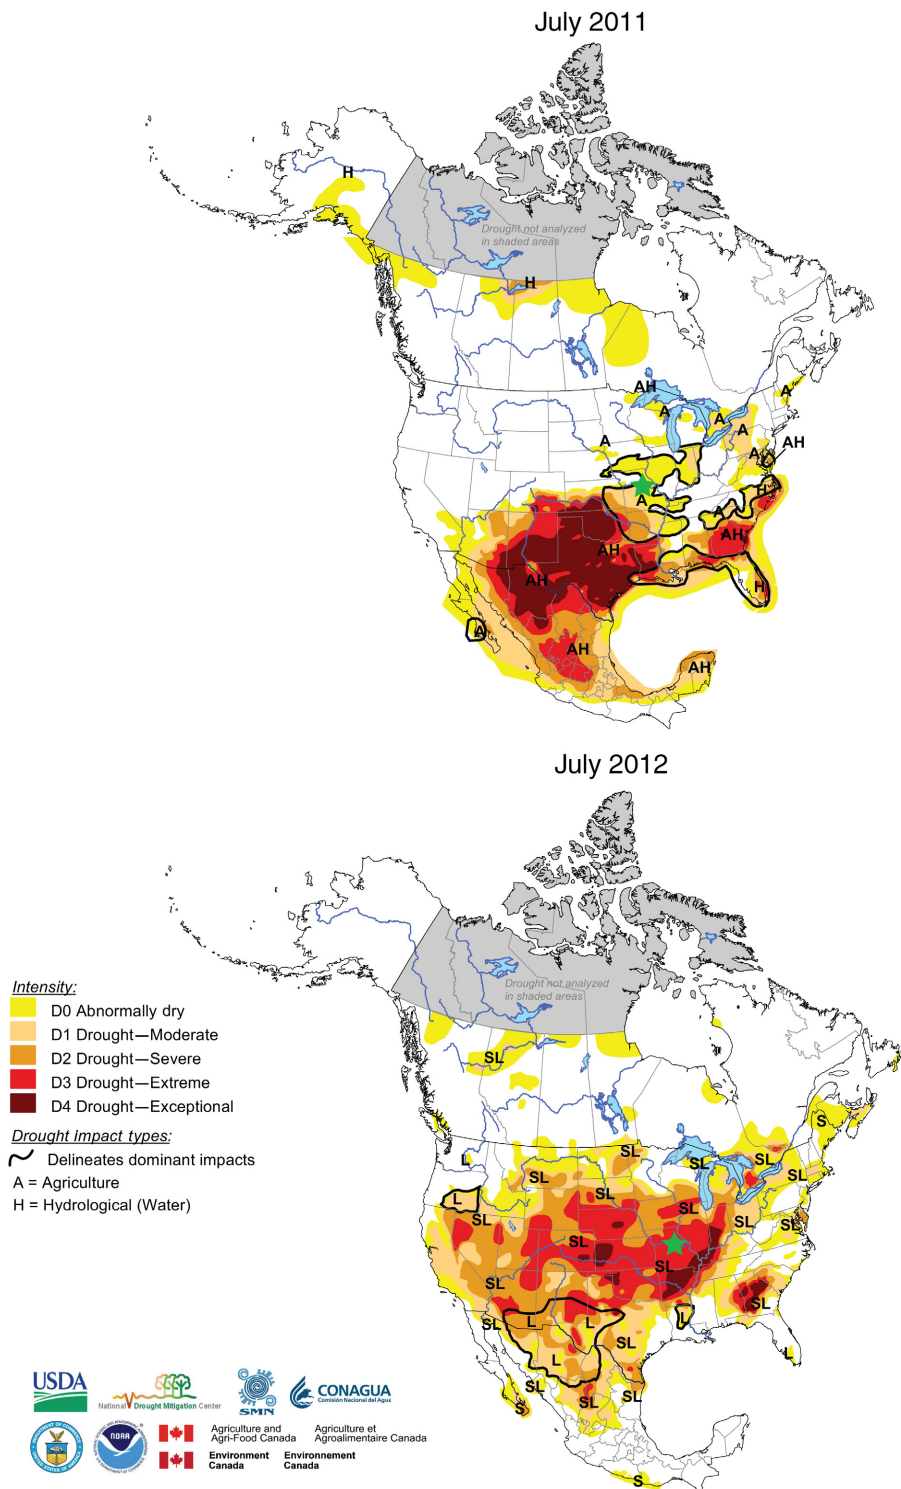 July 2011
H
Drought not analyzed
in shaded areas
H
AH
A
A
A
A
A
A
AH
A
H
A
AH
AH
AH
H
A
AH
AH
July 2012
Drought not analyzed
in shaded areas
Intensity:
D0 Abnormally dry
D1 Drought—Moderate
D2 Drought—Severe
D3 Drought—Extreme
D4 Drought—Exceptional
Drought impact types:
Delineates dominant impacts
A = Agriculture
H = Hydrological (Water)
SL
S
L
SL
SL
SL
SL
SL
L
SL
SL
SL
SL
SL
SL
SL
SL
SL
SL
L
L
L
SL
L
L
SL
SL
SL
S
S
USDA
National Drought Mitigation Center
SMN
CONAGUA
Comisión Nacional del Agua
NOAA
Agriculture and
Agri-Food Canada
Agriculture et
Agroalimentaire Canada
Environment
Canada
Environnement
Canada